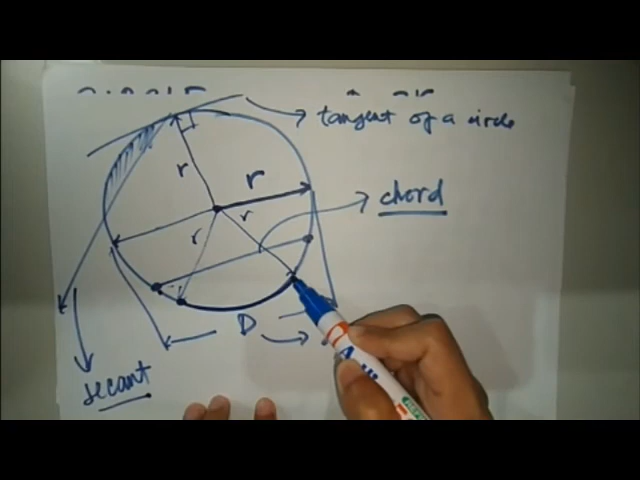 tangent of a circle
r
r
chord
r
r
D
secant